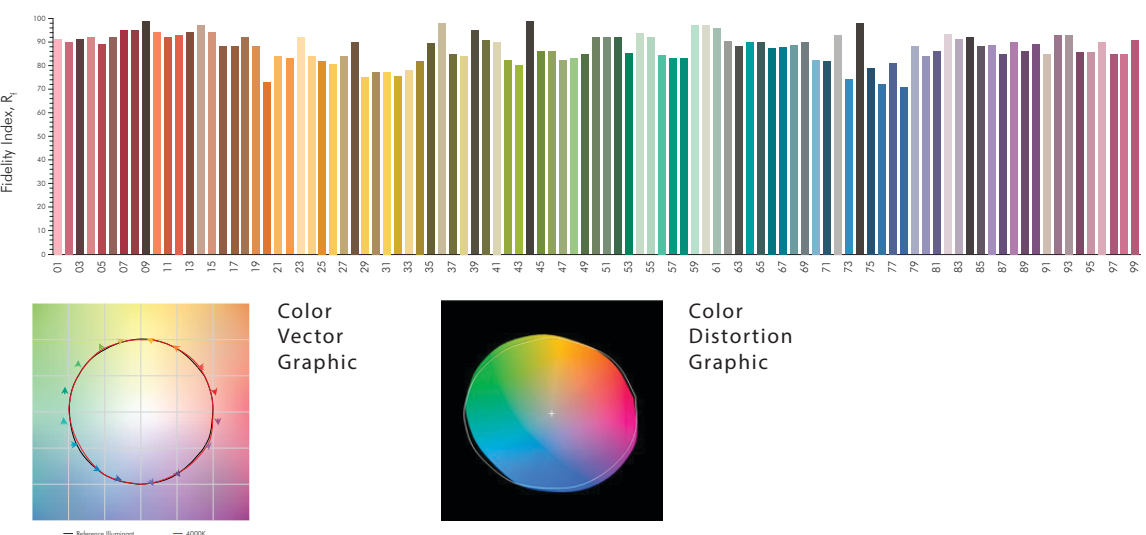 Fidelity Index, Rf
100
90
80
70
60
50
40
30
20
10
0
01 03 05 07 09 11 13 15 17 19 21 23 25 27 29 31 33 35 37 39 41 43 45 47 49 51 53 55 57 59 61 63 65 67 69 71 73 75 77 79 81 83 85 87 89 91 93 95 97 99
Color
Vector
Graphic
Color
Distortion
Graphic
Reference Illuminant 4000K